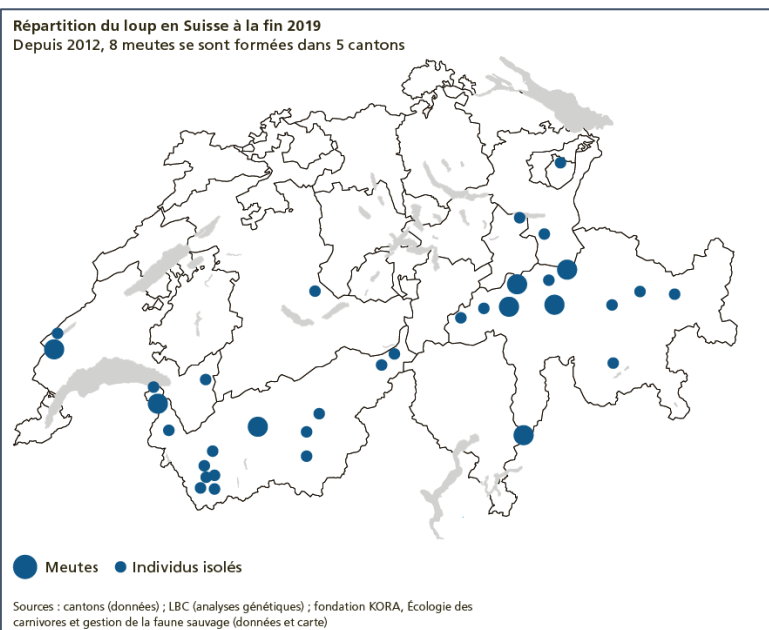 Répartition du loup en Suisse à la fin 2019
Depuis 2012, 8 meutes se sont formées dans 5 cantons
Meutes
Individus isolés
Sources : cantons (données) ; LBC (analyses génétiques) ; fondation KORA, Écologie des
carnivores et gestion de la faune sauvage (données et carte)